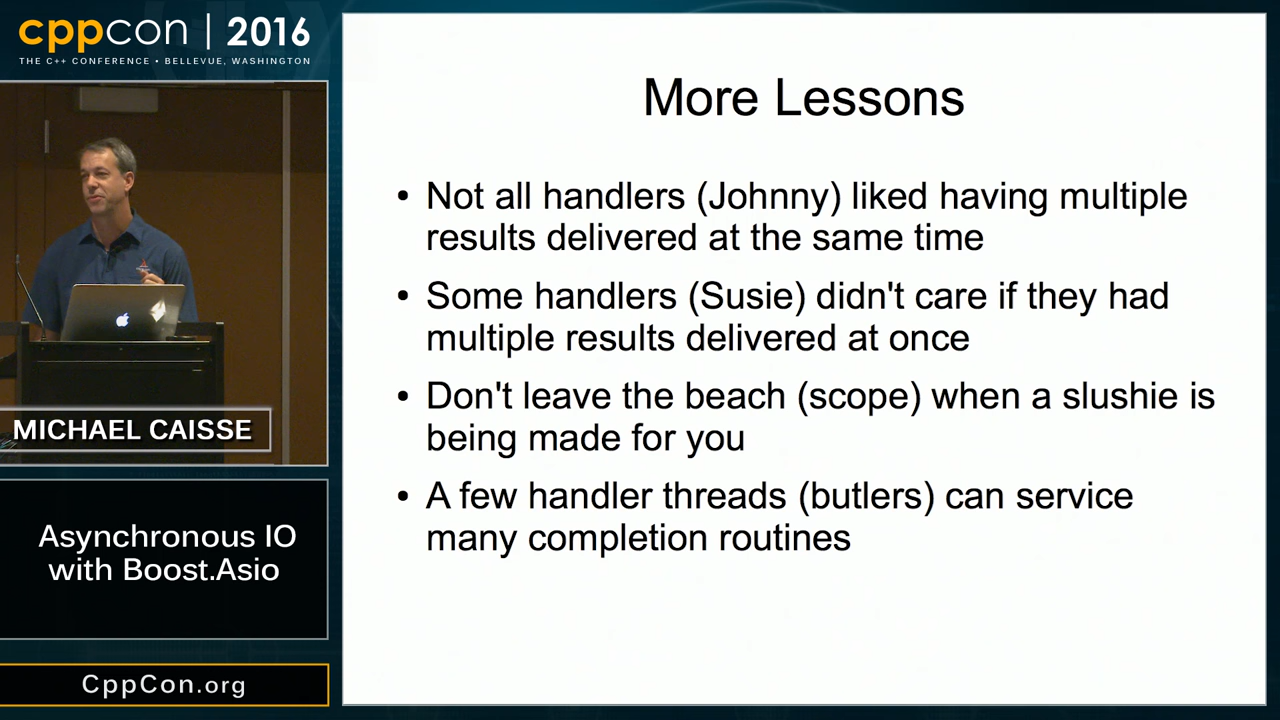 cppcon | 2016
THE C++ CONFERENCE • BELLEVUE, WASHINGTON
MICHAEL CAISSE
Asynchronous IO
with Boost.Asio
CppCon.org
More Lessons
• Not all handlers (Johnny) liked having multiple
results delivered at the same time
• Some handlers (Susie) didn't care if they had
multiple results delivered at once
• Don't leave the beach (scope) when a slushie is
being made for you
• A few handler threads (butlers) can service
many completion routines